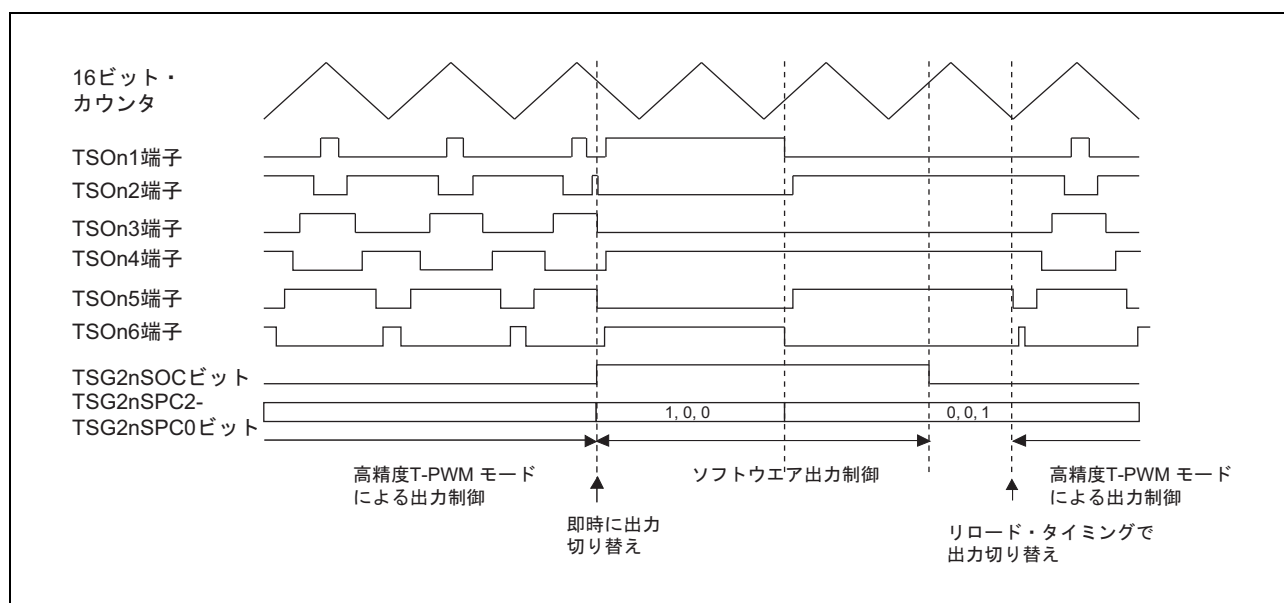 16ビット・
カウンタ
TSOn1端子
TSOn2端子
TSOn3端子
TSOn4端子
TSOn5端子
TSOn6端子
TSG2nSOCビット
TSG2nSPC2-
TSG2nSPC0ビット
1, 0, 0
0, 0, 1
高精度T-PWM モード
による出力制御
ソフトウエア出力制御
高精度T-PWM モード
による出力制御
即時に出力
切り替え
リロード・タイミングで
出力切り替え